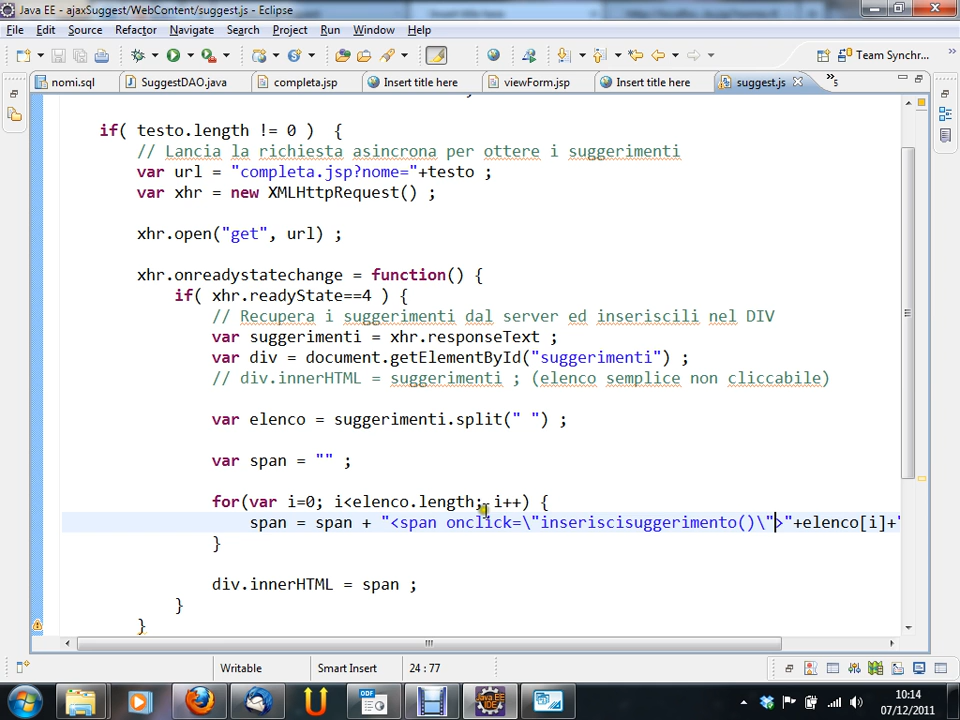 Java EE - ajaxSuggest/WebContent/suggest.js - Eclipse
File Edit Source Refactor Navigate Search Project Run Window Help
Team Synchr... »
nomi.sql SuggestDAO.java completa.jsp Insert title here viewForm.jsp Insert title here suggest.js »5
if( testo.length != 0 ) {
// Lancia la richiesta asincrona per ottere i suggerimenti
var url = "completa.jsp?nome="+testo ;
var xhr = new XMLHttpRequest() ;
xhr.open("get", url) ;
xhr.onreadystatechange = function() {
if( xhr.readyState==4 ) {
// Recupera i suggerimenti dal server ed inseriscili nel DIV
var suggerimenti = xhr.responseText ;
var div = document.getElementById("suggerimenti") ;
// div.innerHTML = suggerimenti ; (elenco semplice non cliccabile)
var elenco = suggerimenti.split(" ") ;
var span = "" ;
for(var i=0; i<elenco.length; i++) {
span = span + "<span onclick=\"inseriscisuggerimento()\">"+elenco[i]+"
}
div.innerHTML = span ;
}
}
Writable Smart Insert 24 : 77
Java EE IDE
10:14
07/12/2011